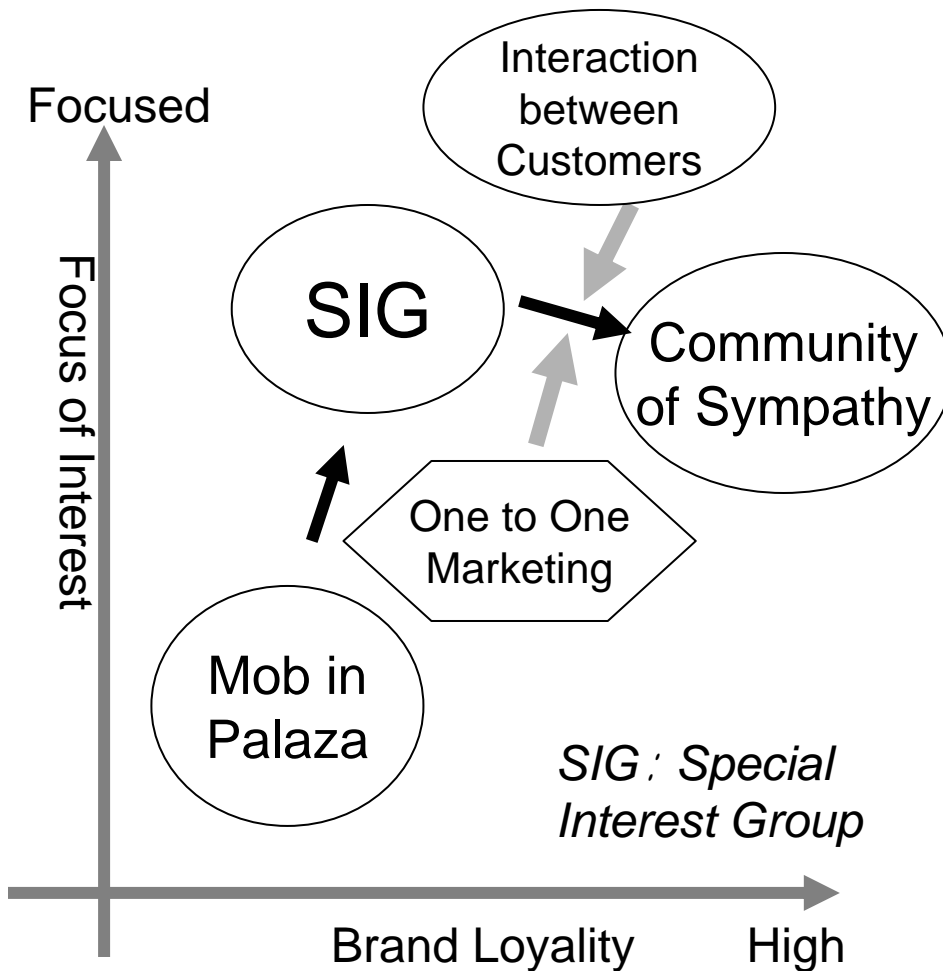 Interaction
between
Customers
Focused
Focus of Interest
SIG
Community
of Sympathy
One to One
Marketing
Mob in
Palaza
SIG : Special
Interest Group
Brand Loyality
High